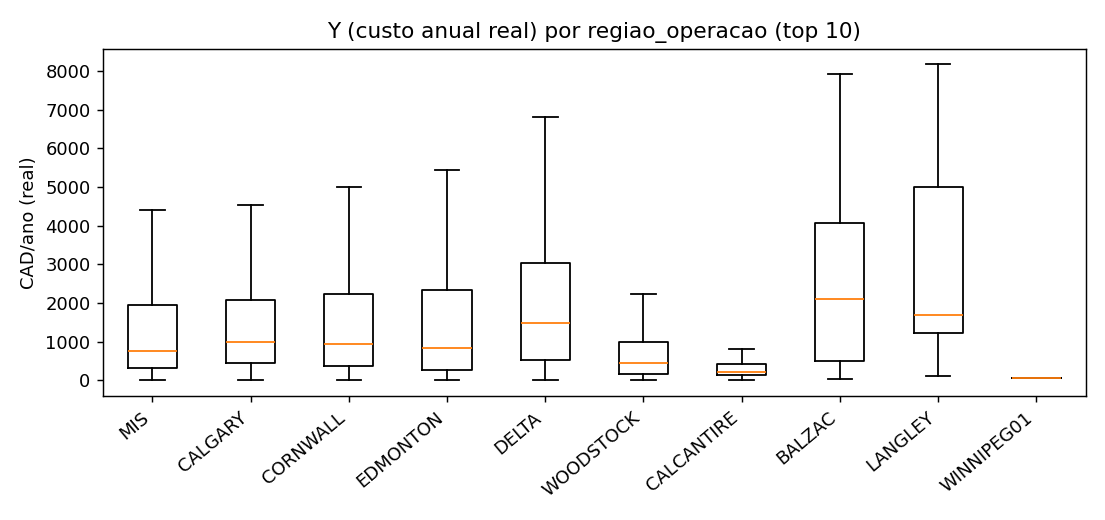 Y (custo anual real) por regiao_operacao (top 10)
CAD/ano (real)
8000
7000
6000
5000
4000
3000
2000
1000
0
MIS
CALGARY
CORNWALL
EDMONTON
DELTA
WOODSTOCK
CALCANTIRE
BALZAC
LANGLEY
WINNIPEG01